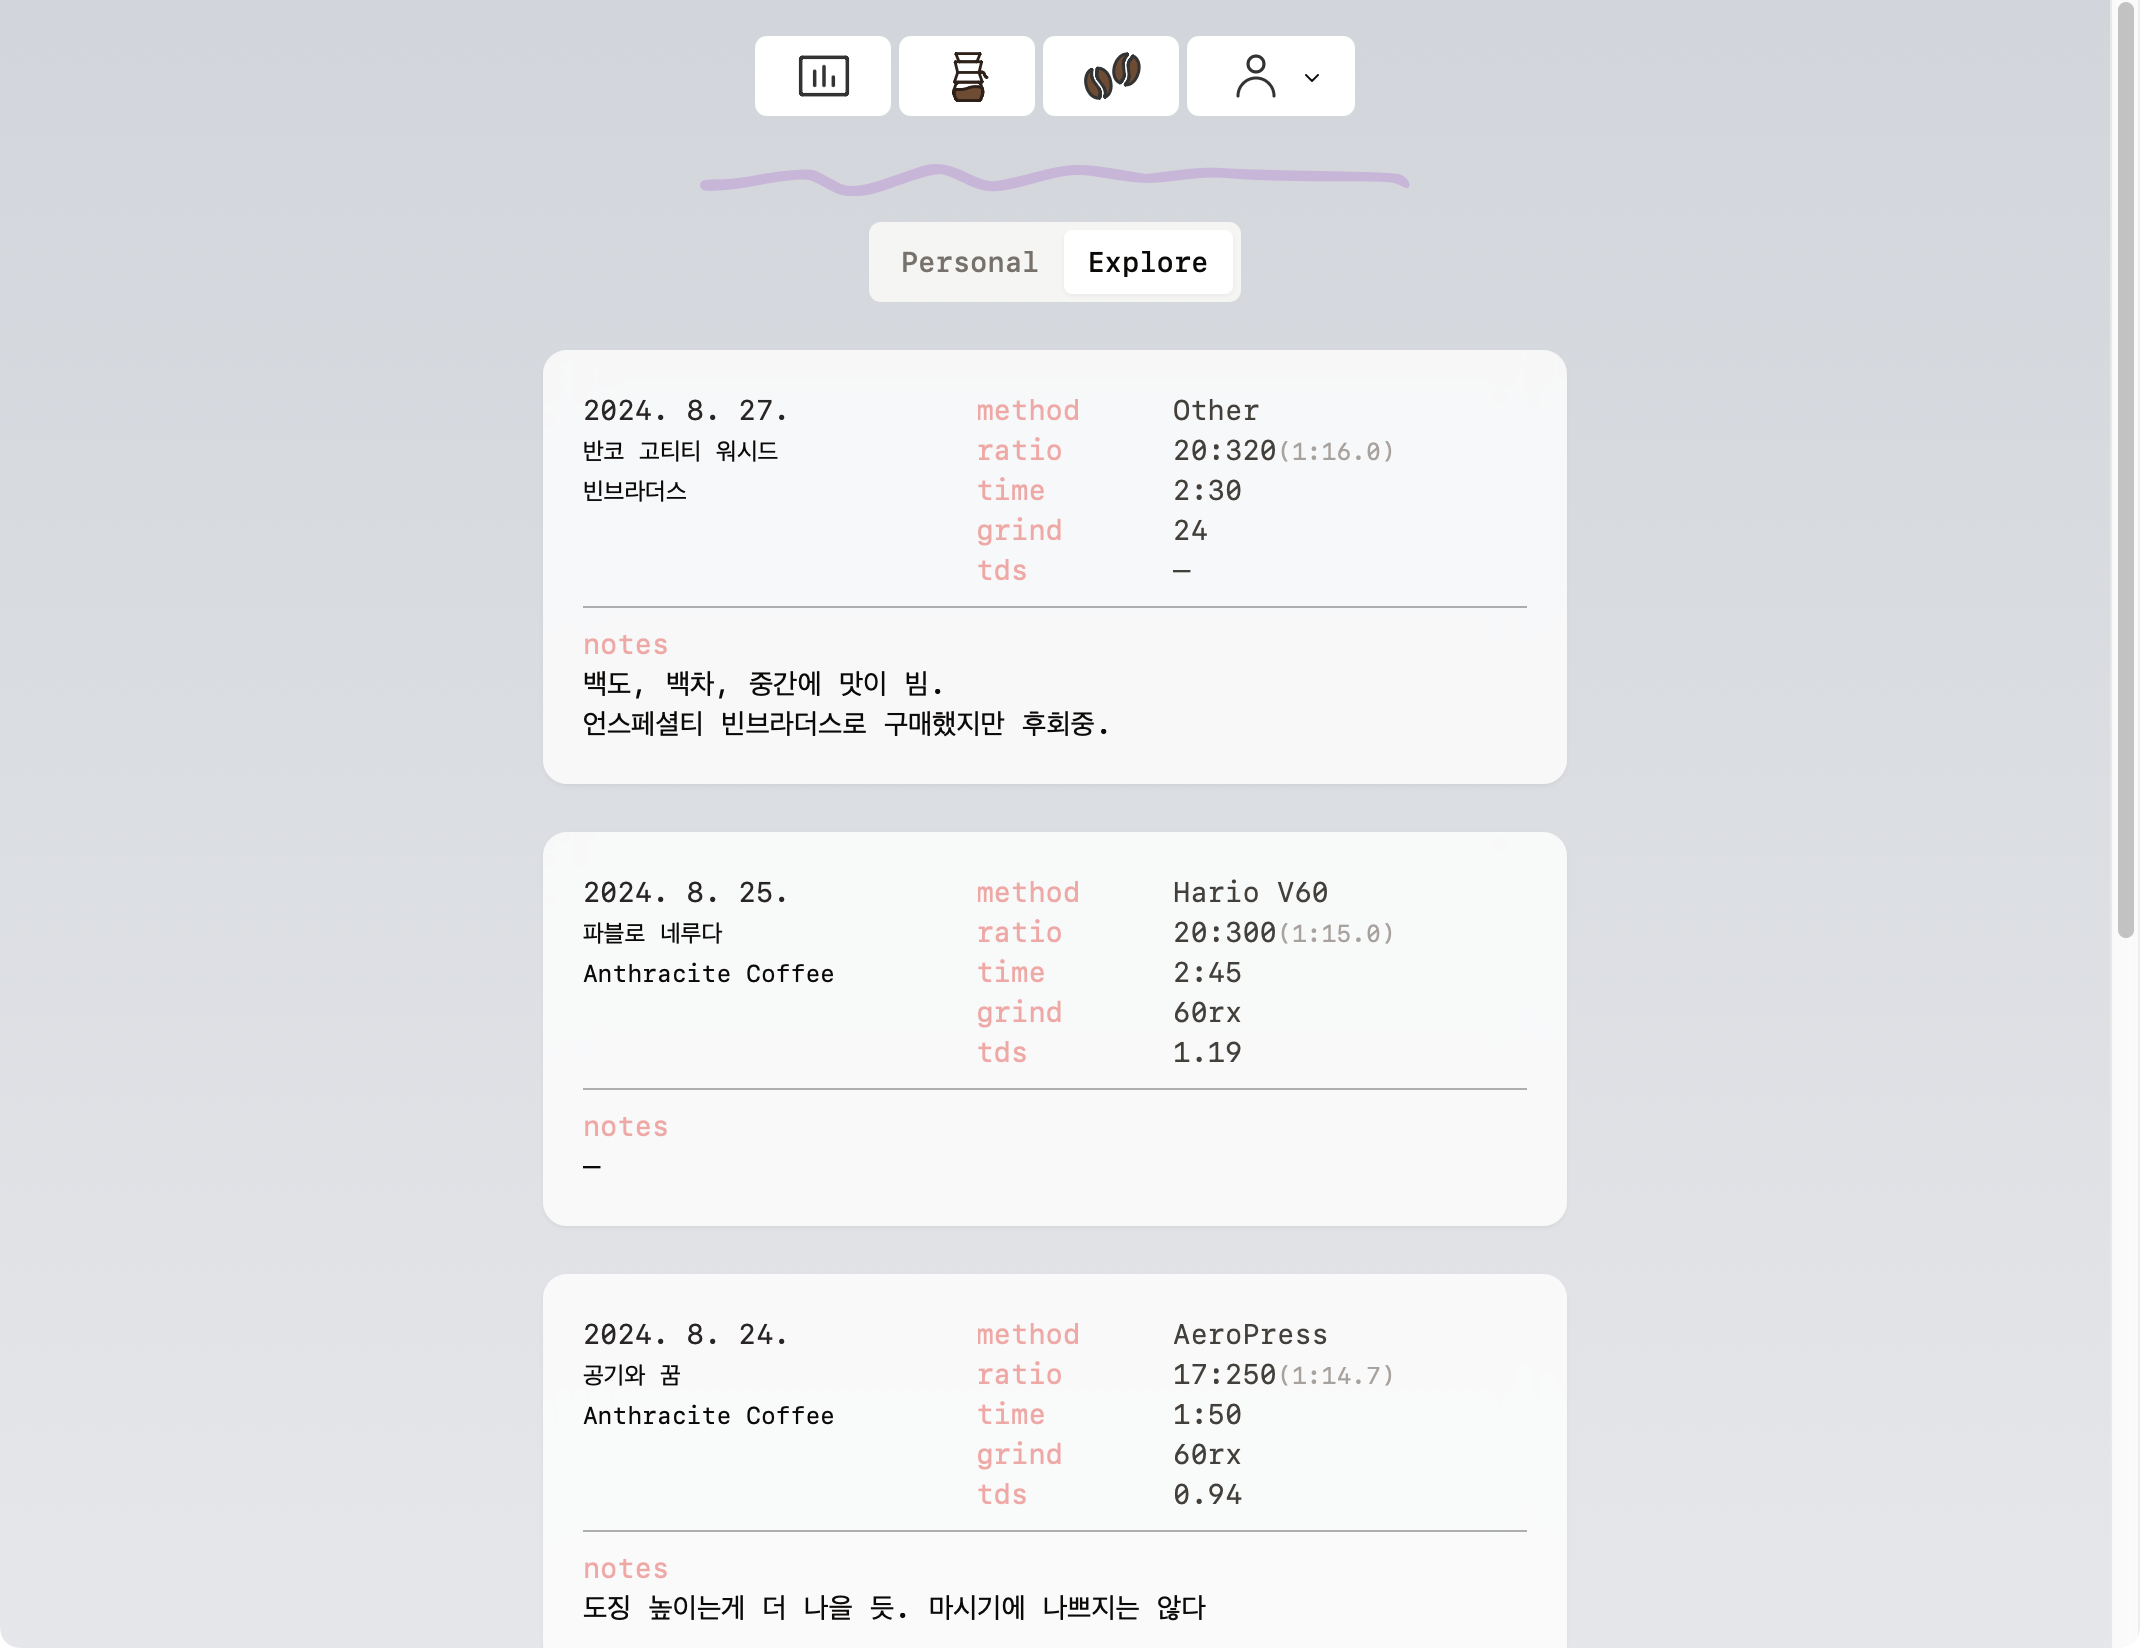 Personal Explore
2024. 8. 27.
반코 고티티 워시드
빈브라더스
method Other
ratio 20:320(1:16.0)
time 2:30
grind 24
tds —
notes
백도, 백차, 중간에 맛이 빔.
언스페셜티 빈브라더스로 구매했지만 후회중.
2024. 8. 25.
파블로 네루다
Anthracite Coffee
method Hario V60
ratio 20:300(1:15.0)
time 2:45
grind 60rx
tds 1.19
notes
—
2024. 8. 24.
공기와 꿈
Anthracite Coffee
method AeroPress
ratio 17:250(1:14.7)
time 1:50
grind 60rx
tds 0.94
notes
도징 높이는게 더 나을 듯. 마시기에 나쁘지는 않다